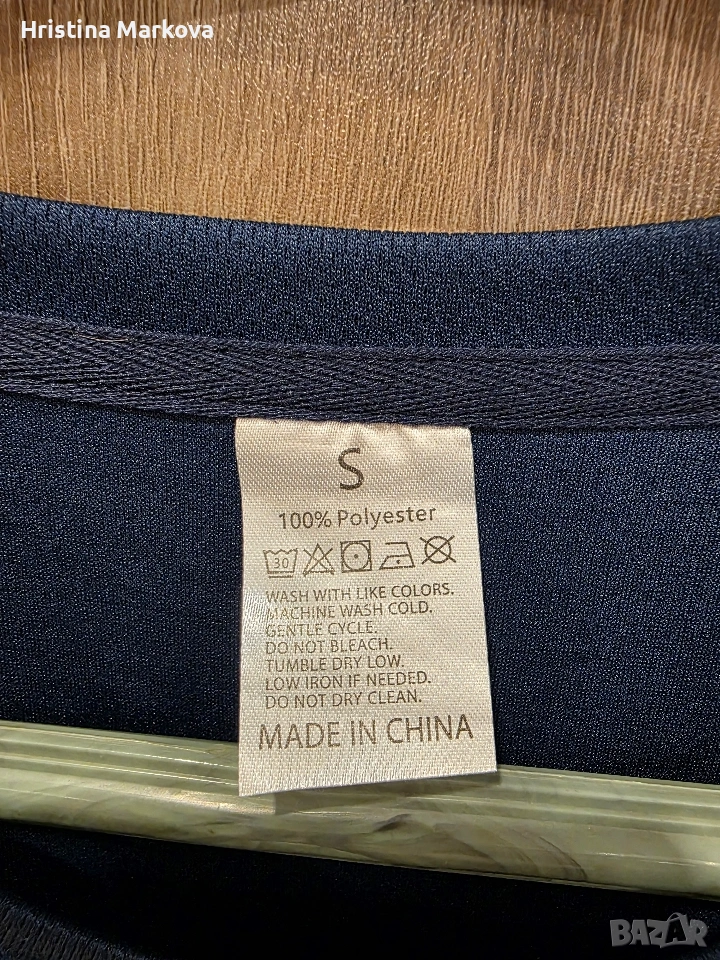 Hristina Markova
S
100% Polyester
30
WASH WITH LIKE COLORS.
MACHINE WASH COLD.
GENTLE CYCLE.
DO NOT BLEACH.
TUMBLE DRY LOW.
LOW IRON IF NEEDED.
DO NOT DRY CLEAN.
MADE IN CHINA
BAZAR